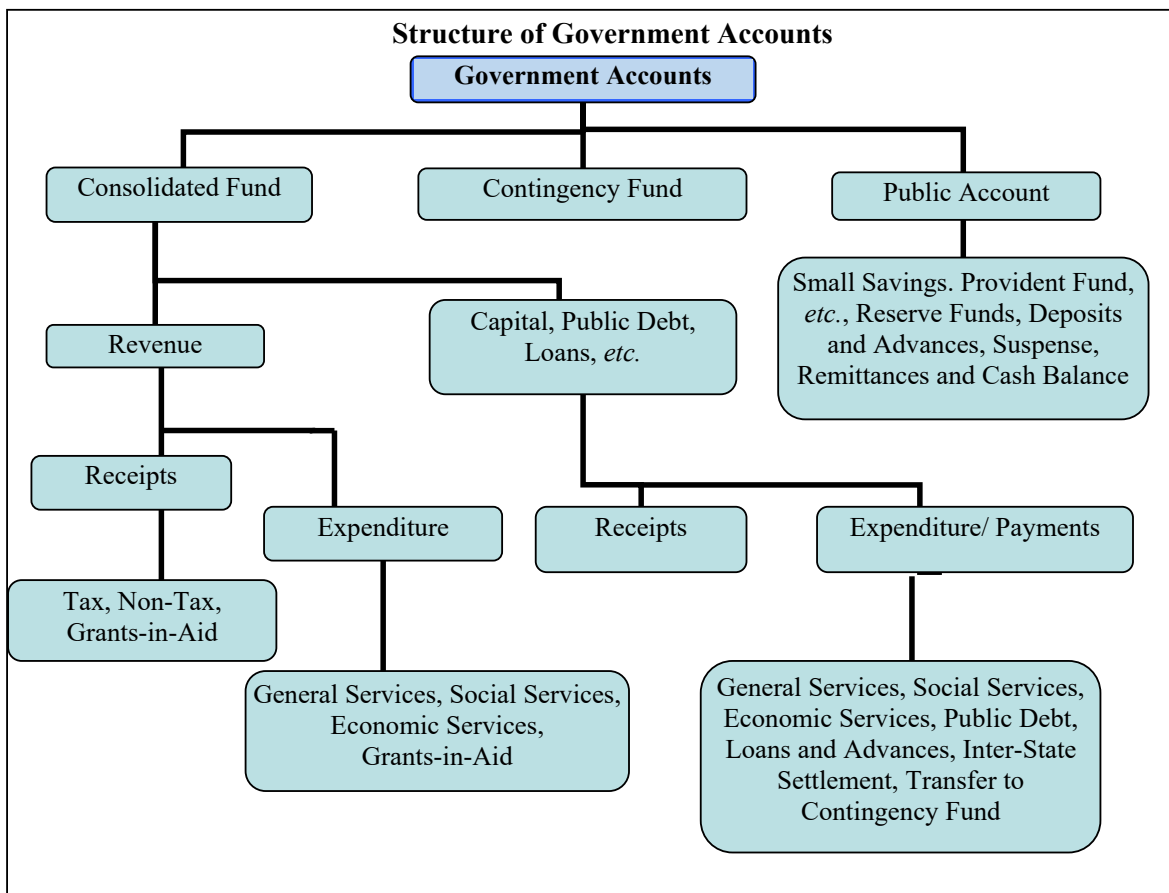 Structure of Government Accounts
Government Accounts
Consolidated Fund
Contingency Fund
Public Account
Small Savings. Provident Fund,
etc., Reserve Funds, Deposits
and Advances, Suspense,
Remittances and Cash Balance
Revenue
Capital, Public Debt,
Loans, etc.
Receipts
Expenditure
Receipts
Expenditure/ Payments
Tax, Non-Tax,
Grants-in-Aid
General Services, Social Services,
Economic Services,
Grants-in-Aid
General Services, Social Services,
Economic Services, Public Debt,
Loans and Advances, Inter-State
Settlement, Transfer to
Contingency Fund